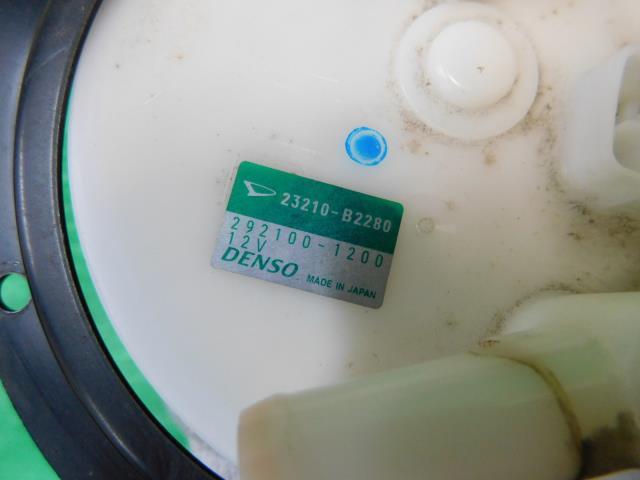 23210-B2280
292100-1200
12V
DENSO MADE IN JAPAN